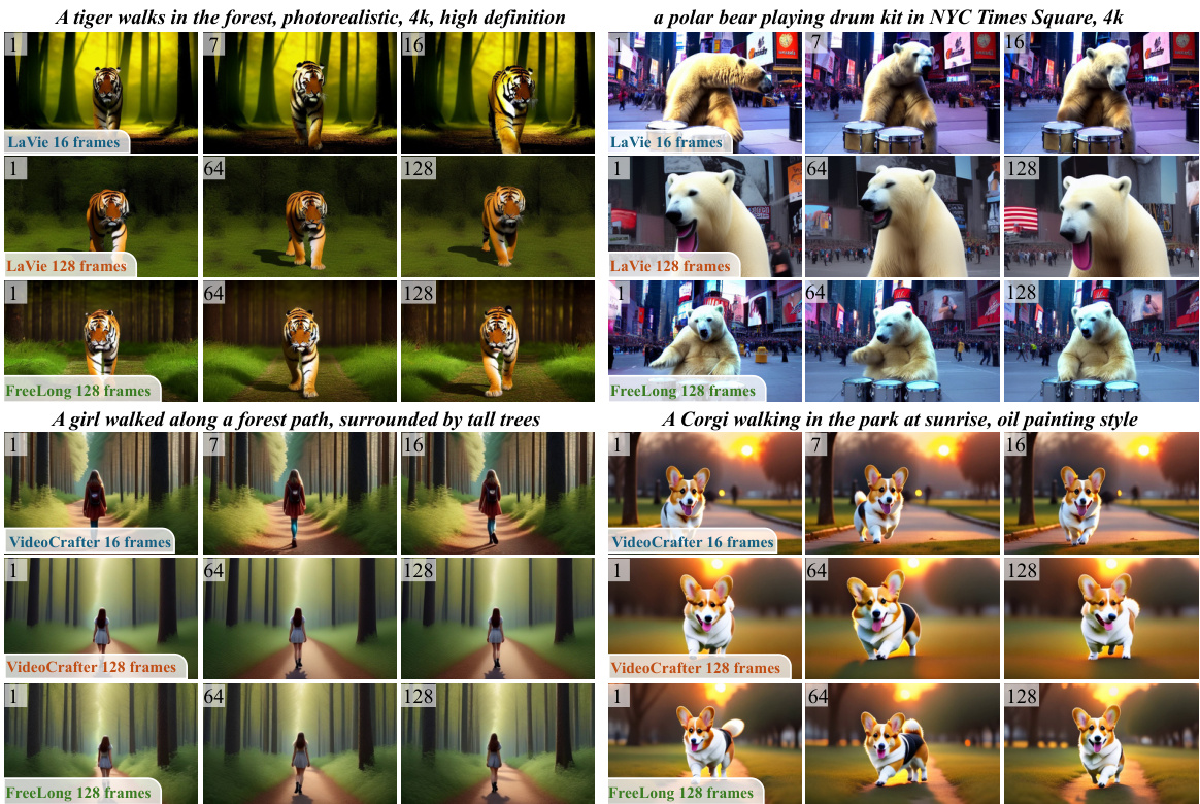 A tiger walks in the forest, photorealistic, 4k, high definition
1
7
16
LaVie 16 frames
1
64
128
LaVie 128 frames
1
64
128
FreeLong 128 frames
a polar bear playing drum kit in NYC Times Square, 4k
1
7
16
LaVie 16 frames
1
64
128
LaVie 128 frames
1
64
128
FreeLong 128 frames
A girl walked along a forest path, surrounded by tall trees
1
7
16
VideoCrafter 16 frames
1
64
128
VideoCrafter 128 frames
1
64
128
FreeLong 128 frames
A Corgi walking in the park at sunrise, oil painting style
1
7
16
VideoCrafter 16 frames
1
64
128
VideoCrafter 128 frames
1
64
128
FreeLong 128 frames